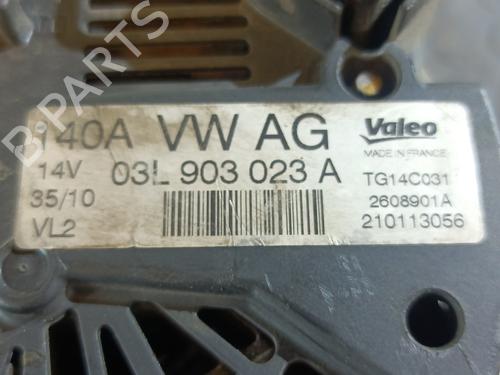 140A VW AG
14V 03L 903 023 A
35/10
VL2
Valeo
MADE IN FRANCE
TG14C031
2608901A
210113056
B-PARTS